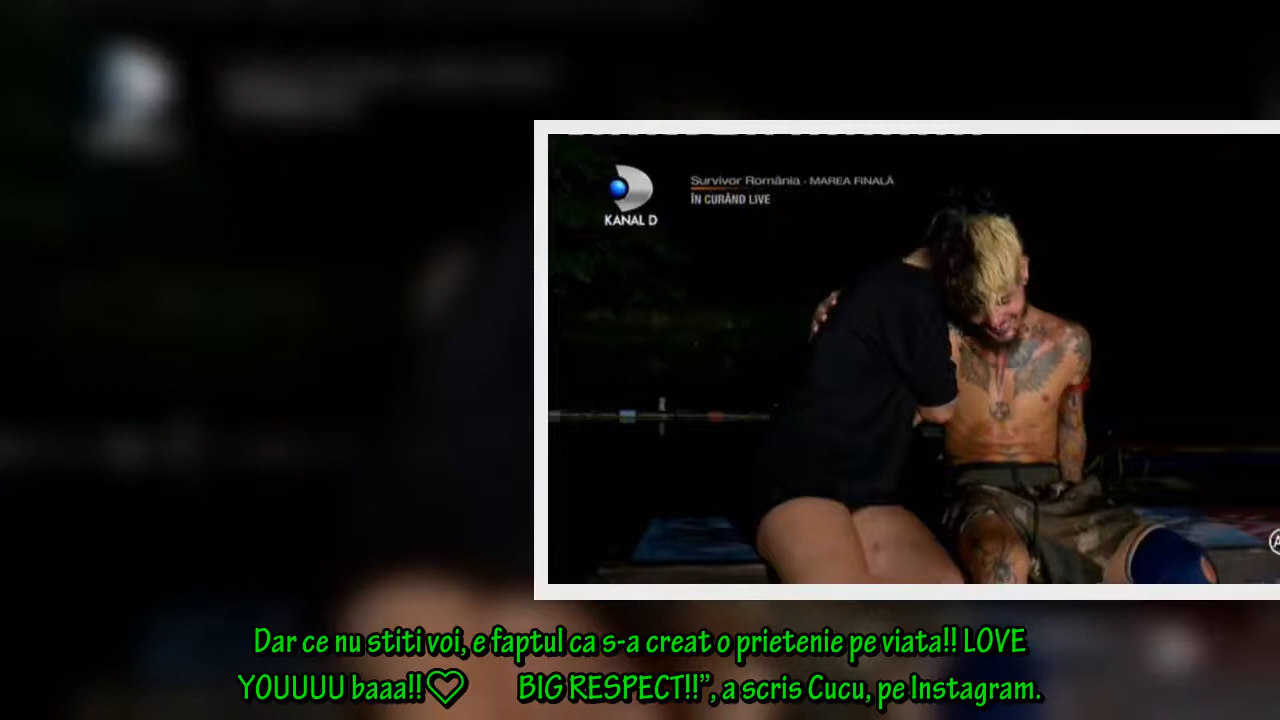 KANAL D
Survivor România - MAREA FINALĂ
ÎN CURÂND LIVE
Dar ce nu stiti voi, e faptul ca s-a creat o prietenie pe viata!! LOVE
YOUUUU baaa!!♡ BIG RESPECT!!”, a scris Cucu, pe Instagram.